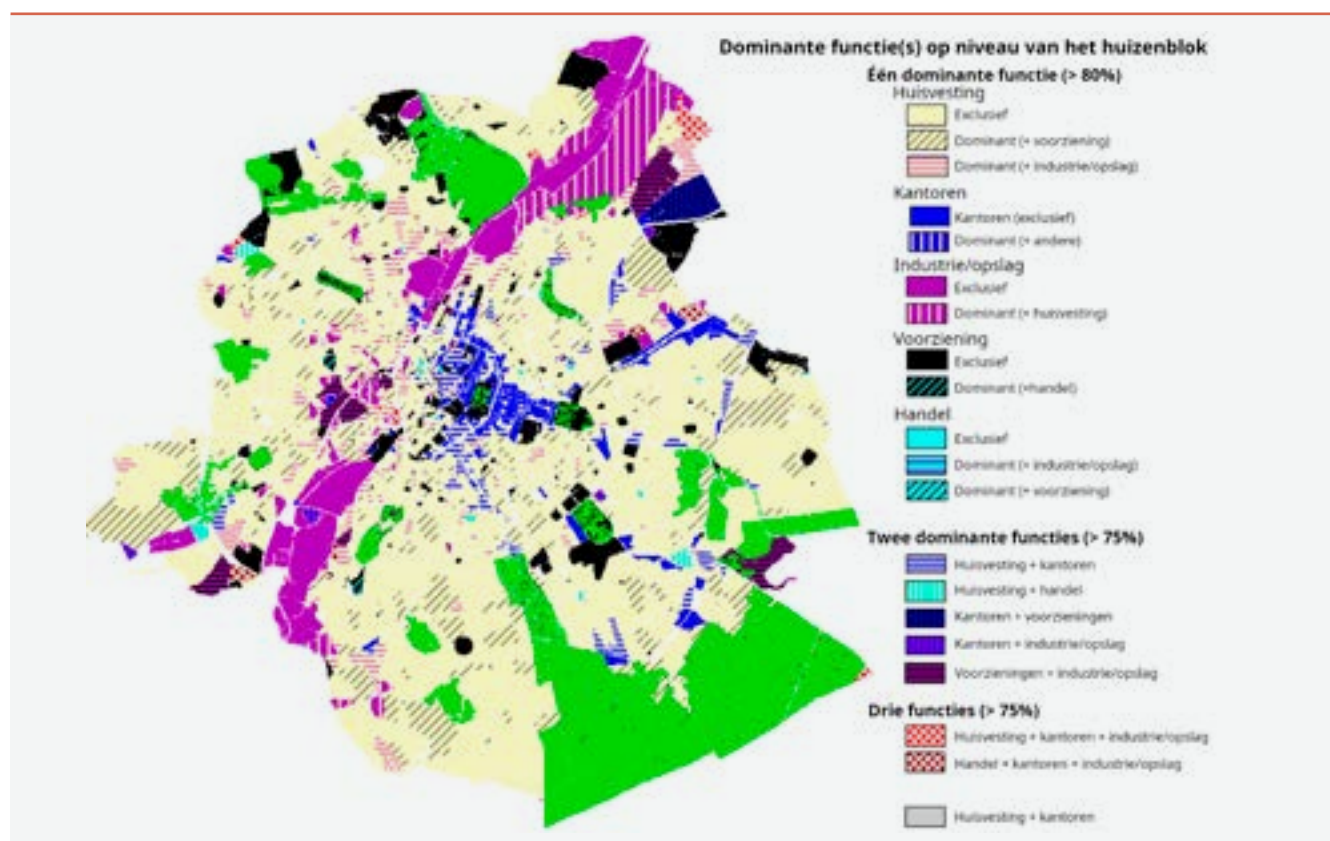 Dominante functie(s) op niveau van het huizenblok
Één dominante functie (> 80%)
Huisvesting
Exclusief
Dominant (+ voorziening)
Dominant (+ industrie/opslag)
Kantoren
Kantoren (exclusief)
Dominant (+ andere)
Industrie/opslag
Exclusief
Dominant (+ huisvesting)
Voorziening
Exclusief
Dominant (+handel)
Handel
Exclusief
Dominant (+ industrie/opslag)
Dominant (+ voorziening)
Twee dominante functies (> 75%)
Huisvesting + kantoren
Huisvesting + handel
Kantoren + voorzieningen
Kantoren + industrie/opslag
Voorzieningen + industrie/opslag
Drie functies (> 75%)
Huisvesting + kantoren + industrie/opslag
Handel + kantoren + industrie/opslag
Huisvesting + kantoren